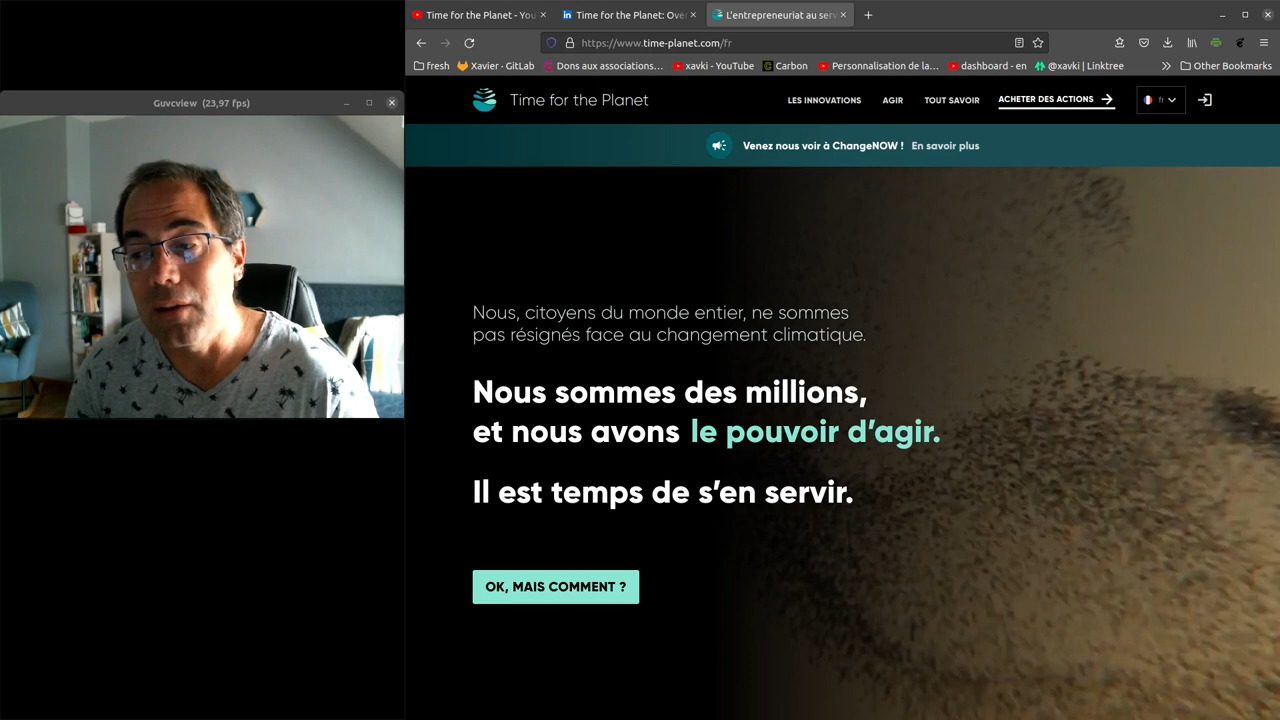 Guvcview (23,97 fps)
Time for the Planet - You
Time for the Planet: Over
L'entrepreneuriat au serv
https://www.time-planet.com/fr
fresh
Xavier · GitLab
Dons aux associations…
xavki - YouTube
Carbon
Personnalisation de la…
dashboard - en
@xavki | Linktree
Other Bookmarks
Time for the Planet
LES INNOVATIONS
AGIR
TOUT SAVOIR
ACHETER DES ACTIONS
fr
Venez nous voir à ChangeNOW ! En savoir plus
Nous, citoyens du monde entier, ne sommes
pas résignés face au changement climatique.
Nous sommes des millions,
et nous avons le pouvoir d’agir.
Il est temps de s’en servir.
OK, MAIS COMMENT ?